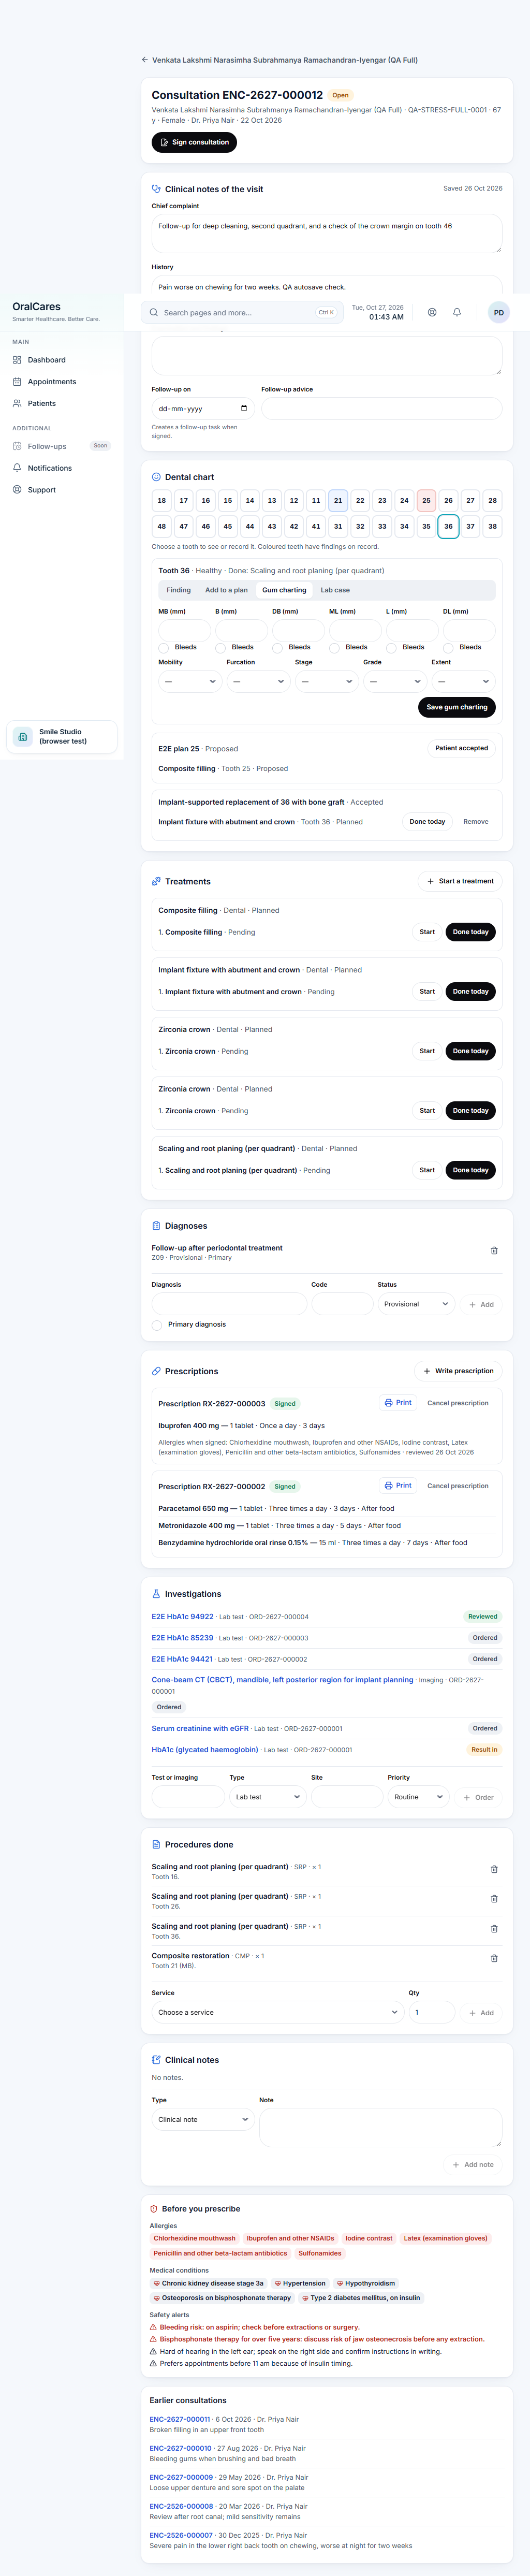 Venkata Lakshmi Narasimha Subrahmanya Ramachandran-Iyengar (QA Full)
Consultation ENC-2627-000012 Open
Venkata Lakshmi Narasimha Subrahmanya Ramachandran-Iyengar (QA Full) · QA-STRESS-FULL-0001 · 67
y · Female · Dr. Priya Nair · 22 Oct 2026
Sign consultation
Clinical notes of the visit
Saved 26 Oct 2026
Chief complaint
Follow-up for deep cleaning, second quadrant, and a check of the crown margin on tooth 46
History
Pain worse on chewing for two weeks. QA autosave check.
OralCares
Smarter Healthcare. Better Care.
Search pages and more...
Ctrl K
Tue, Oct 27, 2026
01:43 AM
PD
MAIN
Dashboard
Appointments
Patients
ADDITIONAL
Follow-ups Soon
Notifications
Support
Smile Studio
(browser test)
Follow-up on
Follow-up advice
dd-mm-yyyy
Creates a follow-up task when
signed.
Dental chart
18 17 16 15 14 13 12 11 21 22 23 24 25 26 27 28
48 47 46 45 44 43 42 41 31 32 33 34 35 36 37 38
Choose a tooth to see or record it. Coloured teeth have findings on record.
Tooth 36 · Healthy · Done: Scaling and root planing (per quadrant)
Finding Add to a plan Gum charting Lab case
MB (mm) B (mm) DB (mm) ML (mm) L (mm) DL (mm)
Bleeds Bleeds Bleeds Bleeds Bleeds Bleeds
Mobility Furcation Stage Grade Extent
— — — — —
Save gum charting
E2E plan 25 · Proposed
Patient accepted
Composite filling · Tooth 25 · Proposed
Implant-supported replacement of 36 with bone graft · Accepted
Implant fixture with abutment and crown · Tooth 36 · Planned
Done today Remove
Treatments
Start a treatment
Composite filling · Dental · Planned
1. Composite filling · Pending
Start Done today
Implant fixture with abutment and crown · Dental · Planned
1. Implant fixture with abutment and crown · Pending
Start Done today
Zirconia crown · Dental · Planned
1. Zirconia crown · Pending
Start Done today
Zirconia crown · Dental · Planned
1. Zirconia crown · Pending
Start Done today
Scaling and root planing (per quadrant) · Dental · Planned
1. Scaling and root planing (per quadrant) · Pending
Start Done today
Diagnoses
Follow-up after periodontal treatment
Z09 · Provisional · Primary
Diagnosis Code Status
Provisional
Add
Primary diagnosis
Prescriptions
Write prescription
Prescription RX-2627-000003 Signed
Print Cancel prescription
Ibuprofen 400 mg — 1 tablet · Once a day · 3 days
Allergies when signed: Chlorhexidine mouthwash, Ibuprofen and other NSAIDs, Iodine contrast, Latex
(examination gloves), Penicillin and other beta-lactam antibiotics, Sulfonamides · reviewed 26 Oct 2026
Prescription RX-2627-000002 Signed
Print Cancel prescription
Paracetamol 650 mg — 1 tablet · Three times a day · 3 days · After food
Metronidazole 400 mg — 1 tablet · Three times a day · 5 days · After food
Benzydamine hydrochloride oral rinse 0.15% — 15 ml · Three times a day · 7 days · After food
Investigations
E2E HbA1c 94922 · Lab test · ORD-2627-000004 Reviewed
E2E HbA1c 85239 · Lab test · ORD-2627-000003 Ordered
E2E HbA1c 94421 · Lab test · ORD-2627-000002 Ordered
Cone-beam CT (CBCT), mandible, left posterior region for implant planning · Imaging · ORD-2627-
000001
Ordered
Serum creatinine with eGFR · Lab test · ORD-2627-000001 Ordered
HbA1c (glycated haemoglobin) · Lab test · ORD-2627-000001 Result in
Test or imaging Type Site Priority
Lab test Routine
Order
Procedures done
Scaling and root planing (per quadrant) · SRP · × 1
Tooth 16.
Scaling and root planing (per quadrant) · SRP · × 1
Tooth 26.
Scaling and root planing (per quadrant) · SRP · × 1
Tooth 36.
Composite restoration · CMP · × 1
Tooth 21 (MB).
Service Qty
Choose a service 1
Add
Clinical notes
No notes.
Type Note
Clinical note
Add note
Before you prescribe
Allergies
Chlorhexidine mouthwash Ibuprofen and other NSAIDs Iodine contrast Latex (examination gloves)
Penicillin and other beta-lactam antibiotics Sulfonamides
Medical conditions
Chronic kidney disease stage 3a Hypertension Hypothyroidism
Osteoporosis on bisphosphonate therapy Type 2 diabetes mellitus, on insulin
Safety alerts
Bleeding risk: on aspirin; check before extractions or surgery.
Bisphosphonate therapy for over five years: discuss risk of jaw osteonecrosis before any extraction.
Hard of hearing in the left ear; speak on the right side and confirm instructions in writing.
Prefers appointments before 11 am because of insulin timing.
Earlier consultations
ENC-2627-000011 · 6 Oct 2026 · Dr. Priya Nair
Broken filling in an upper front tooth
ENC-2627-000010 · 27 Aug 2026 · Dr. Priya Nair
Bleeding gums when brushing and bad breath
ENC-2627-000009 · 29 May 2026 · Dr. Priya Nair
Loose upper denture and sore spot on the palate
ENC-2526-000008 · 20 Mar 2026 · Dr. Priya Nair
Review after root canal; mild sensitivity remains
ENC-2526-000007 · 30 Dec 2025 · Dr. Priya Nair
Severe pain in the lower right back tooth on chewing, worse at night for two weeks